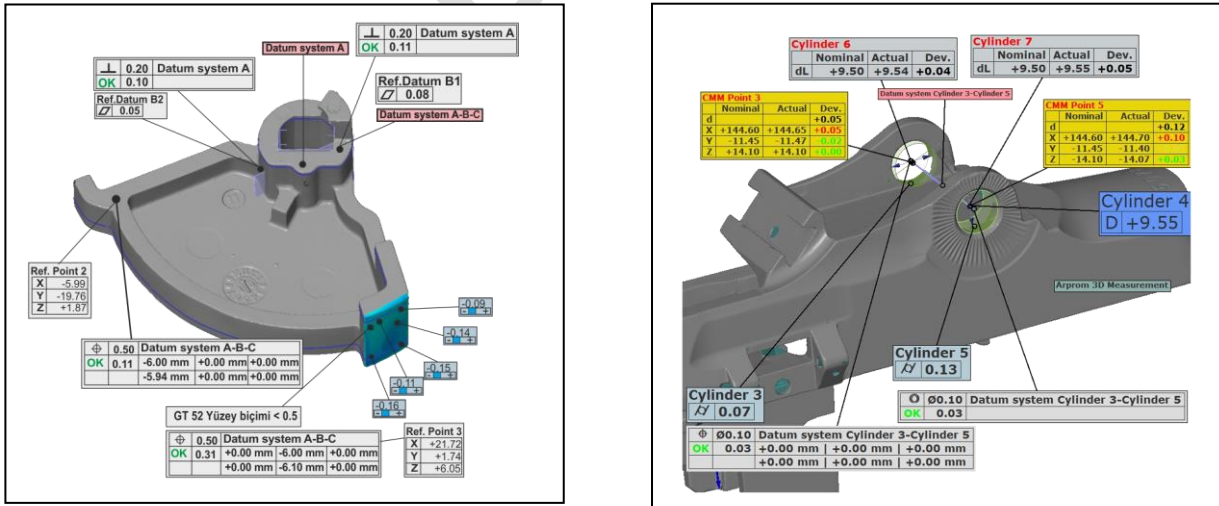 ⊥ 0.20 Datum system A
OK 0.11
Datum system A
⊥ 0.20 Datum system A
OK 0.10
Ref.Datum B1
⏥ 0.08
Ref.Datum B2
⏥ 0.05
Datum system A-B-C
Ref. Point 2
X -5.99
Y -19.76
Z +1.87
-0.09
- +
-0.14
- +
⌖ 0.50 Datum system A-B-C
OK 0.11 -6.00 mm +0.00 mm +0.00 mm
-5.94 mm +0.00 mm +0.00 mm
-0.15
- +
-0.11
- +
-0.16
- +
GT 52 Yüzey biçimi < 0.5
⌖ 0.50 Datum system A-B-C
OK 0.31 +0.00 mm -6.00 mm +0.00 mm
+0.00 mm -6.10 mm +0.00 mm
Ref. Point 3
X +21.72
Y +1.74
Z +6.05
Cylinder 6
Nominal Actual Dev.
dL +9.50 +9.54 +0.04
Cylinder 7
Nominal Actual Dev.
dL +9.50 +9.55 +0.05
CMM Point 3
Nominal Actual Dev.
d +0.05
X +144.60 +144.65 +0.05
Y -11.45 -11.47 -0.02
Z +14.10 +14.10 +0.00
Datum system Cylinder 3-Cylinder 5
CMM Point 5
Nominal Actual Dev.
d +0.12
X +144.60 +144.70 +0.10
Y -11.45 -11.40
Z -14.10 -14.07 +0.03
Cylinder 4
D +9.55
Arprom 3D Measurement
Cylinder 5
⌭ 0.13
Cylinder 3
⌭ 0.07
◎ Ø0.10 Datum system Cylinder 3-Cylinder 5
OK 0.03
⌖ Ø0.10 Datum system Cylinder 3-Cylinder 5
OK 0.03 +0.00 mm | +0.00 mm | +0.00 mm
+0.00 mm | +0.00 mm | +0.00 mm